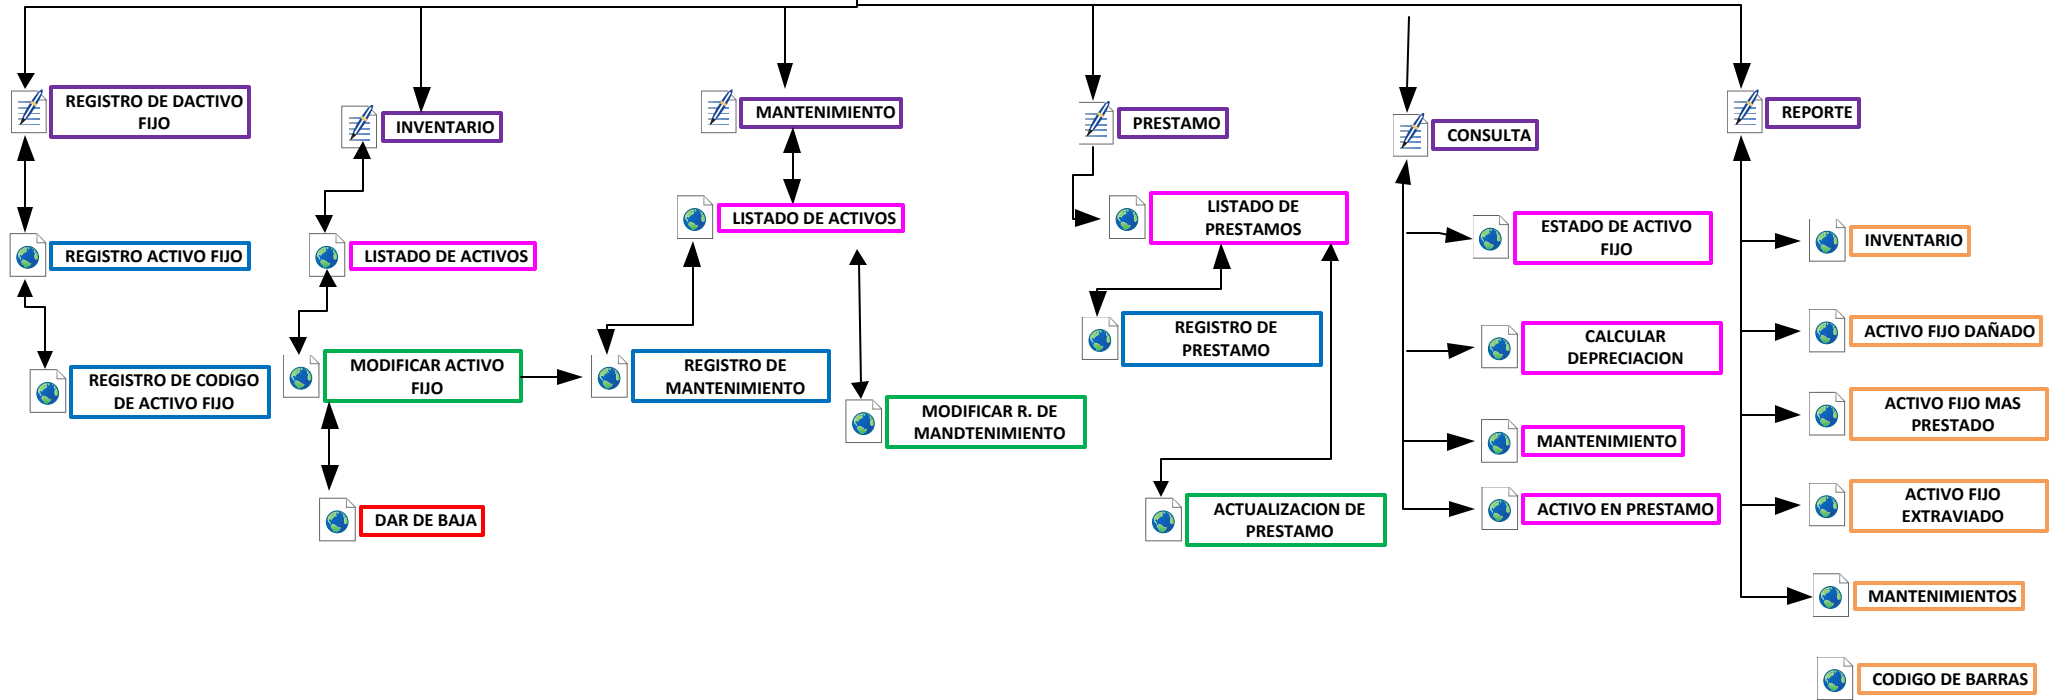 REGISTRO DE DACTIVO
FIJO
REGISTRO ACTIVO FIJO
REGISTRO DE CODIGO
DE ACTIVO FIJO
INVENTARIO
LISTADO DE ACTIVOS
MODIFICAR ACTIVO
FIJO
DAR DE BAJA
MANTENIMIENTO
LISTADO DE ACTIVOS
REGISTRO DE
MANTENIMIENTO
MODIFICAR R. DE
MANDTENIMIENTO
PRESTAMO
LISTADO DE
PRESTAMOS
REGISTRO DE
PRESTAMO
ACTUALIZACION DE
PRESTAMO
CONSULTA
ESTADO DE ACTIVO
FIJO
CALCULAR
DEPRECIACION
MANTENIMIENTO
ACTIVO EN PRESTAMO
REPORTE
INVENTARIO
ACTIVO FIJO DAÑADO
ACTIVO FIJO MAS
PRESTADO
ACTIVO FIJO
EXTRAVIADO
MANTENIMIENTOS
CODIGO DE BARRAS